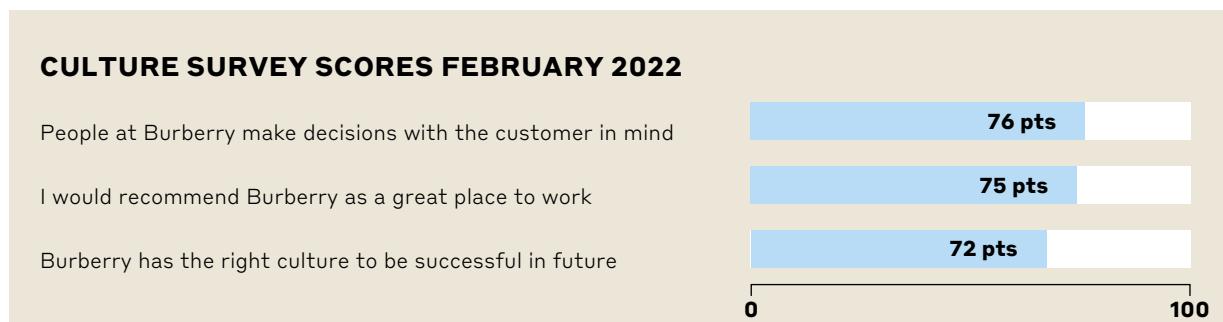 CULTURE SURVEY SCORES FEBRUARY 2022
People at Burberry make decisions with the customer in mind
76 pts
I would recommend Burberry as a great place to work
75 pts
Burberry has the right culture to be successful in future
72 pts
0
100